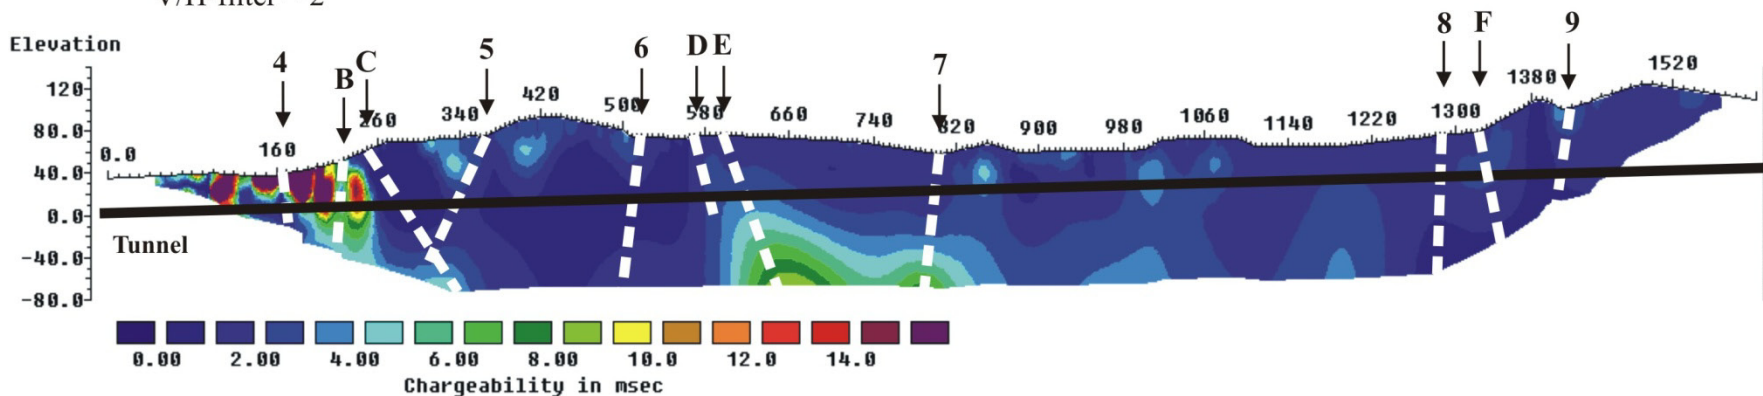 V/H filter = 2
Elevation
4 B C 5 6 D E 7 8 F 9
0.0 160 260 340 420 500 580 660 740 820 900 980 1060 1140 1220 1300 1380 1520
120
80.0
40.0
0.0
-40.0
-80.0
Tunnel
0.00 2.00 4.00 6.00 8.00 10.0 12.0 14.0
Chargeability in msec